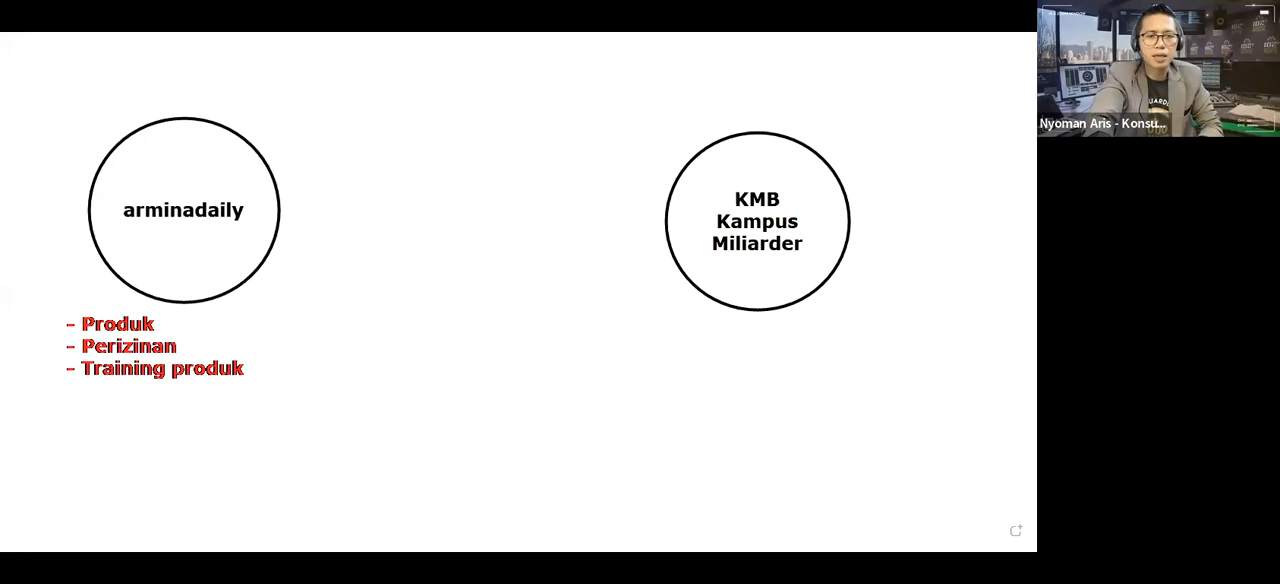 arminadaily
KMB
Kampus
Miliarder
- Produk
- Perizinan
- Training produk
Nyoman Aris - Konsu...